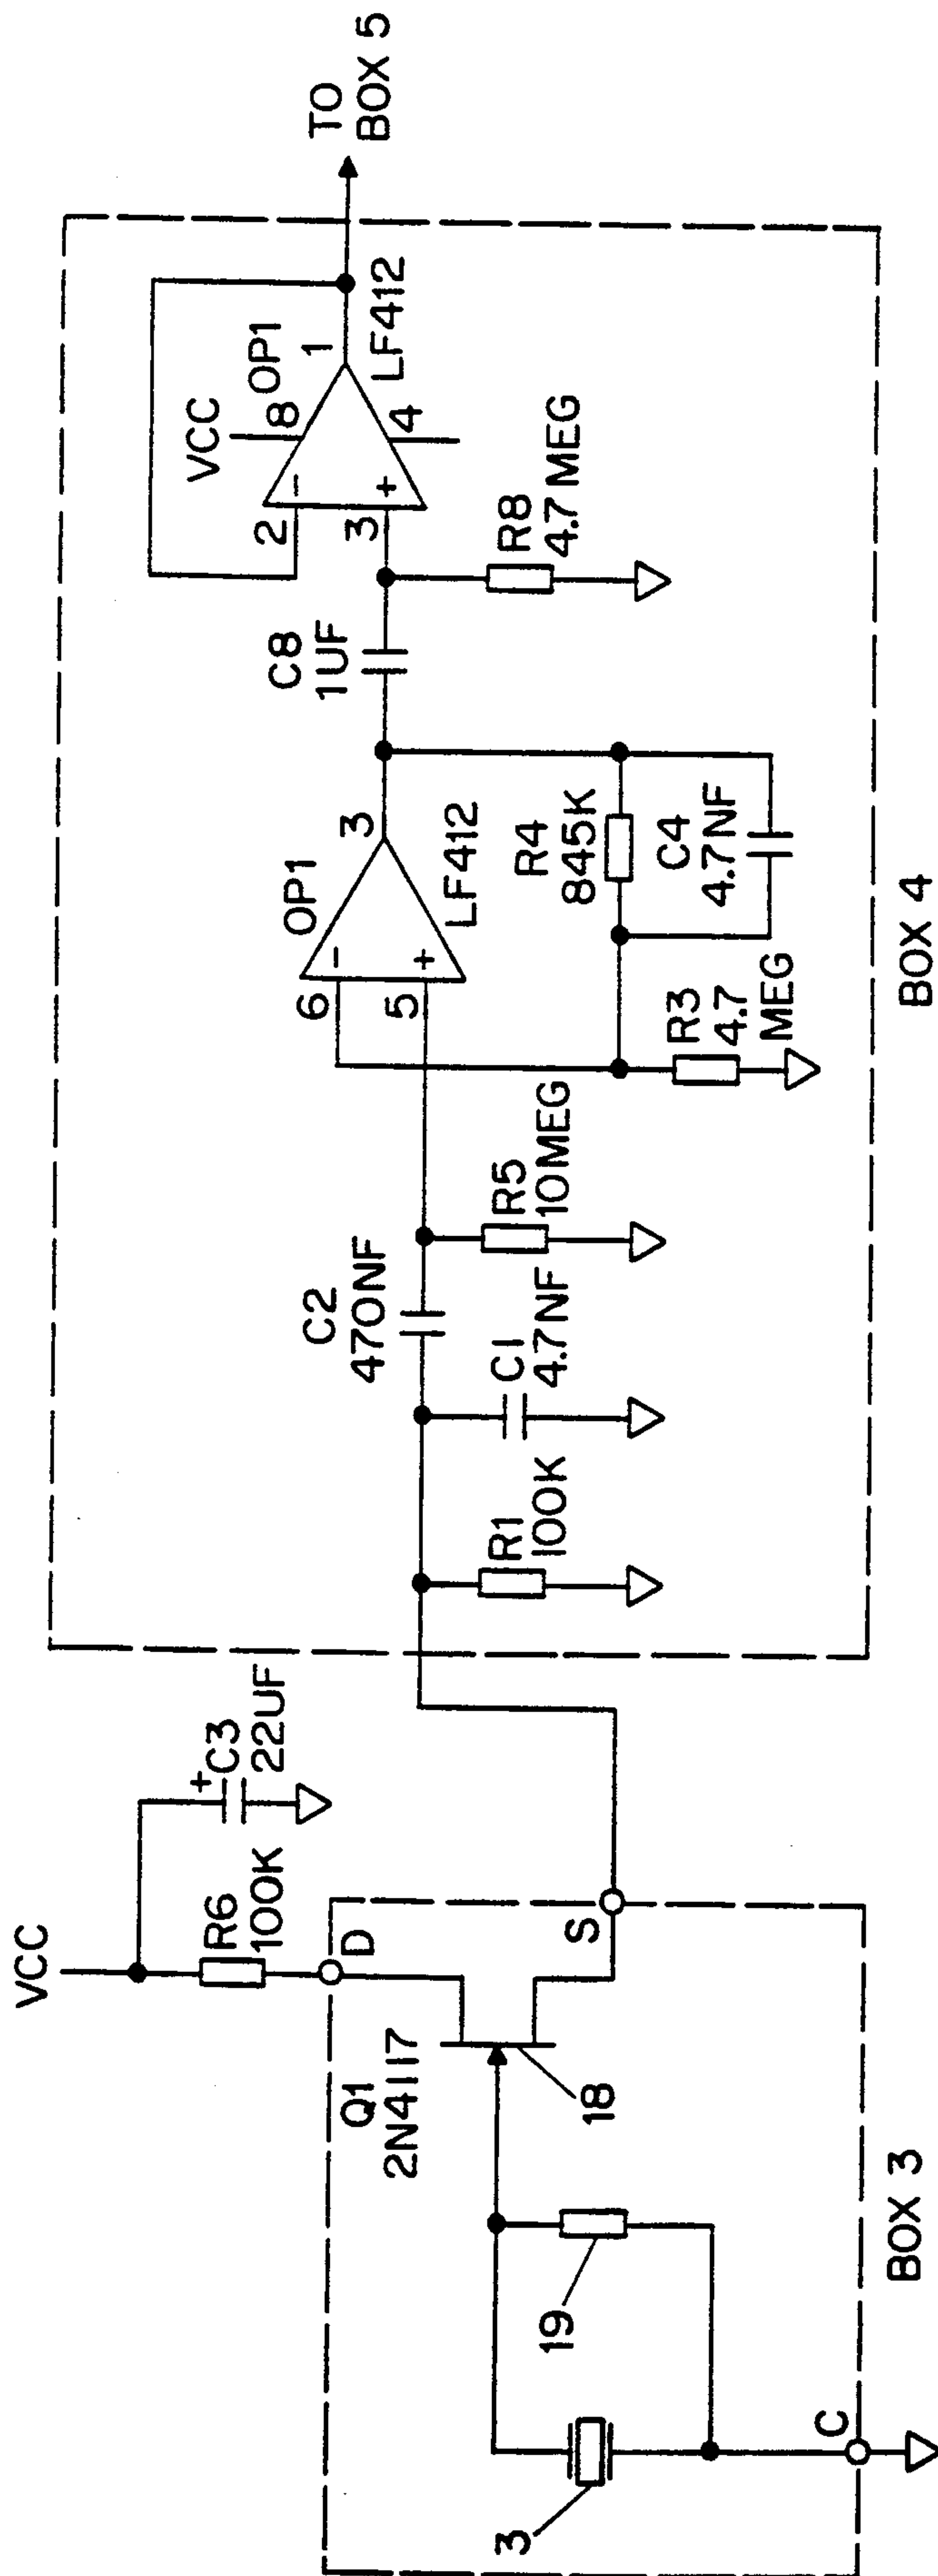 VCC
R6
100K
+
C3
22UF
D
Q1
2N4117
18
S
19
3
C
BOX 3
R1
100K
C1
4.7NF
C2
470NF
R5
10MEG
6
5
-
+
OP1
3
LF412
R3
4.7
MEG
R4
845K
C4
4.7NF
C8
1UF
R8
4.7 MEG
VCC
8
OP1
2
3
-
+
1
4
LF412
BOX 4
TO
BOX 5